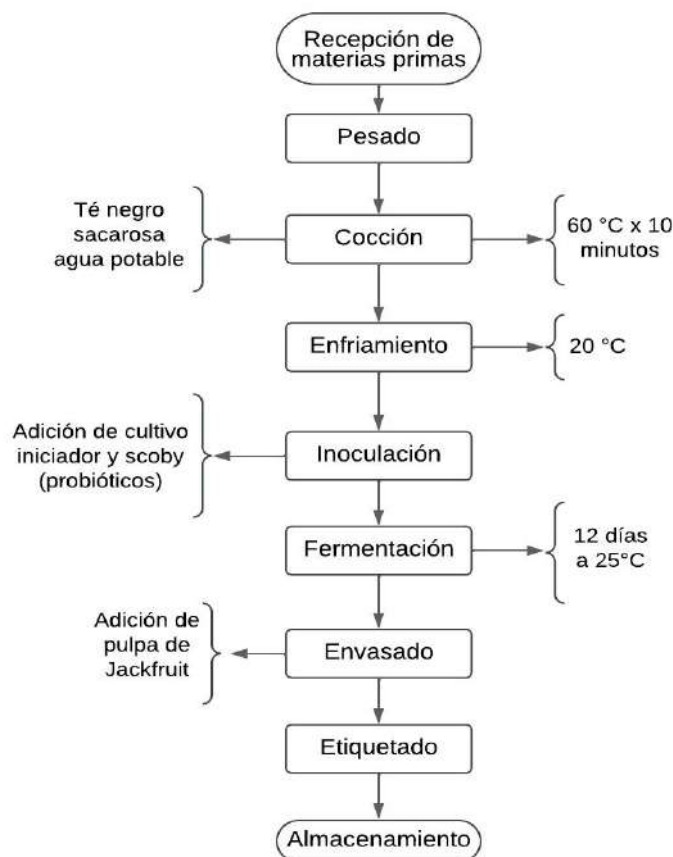 Recepción de
materias primas
Pesado
Té negro
sacarosa
agua potable
Cocción
60 °C x 10
minutos
Enfriamiento
20 °C
Adición de cultivo
iniciador y scoby
(probióticos)
Inoculación
Fermentación
12 días
a 25°C
Adición de
pulpa de
Jackfruit
Envasado
Etiquetado
Almacenamiento